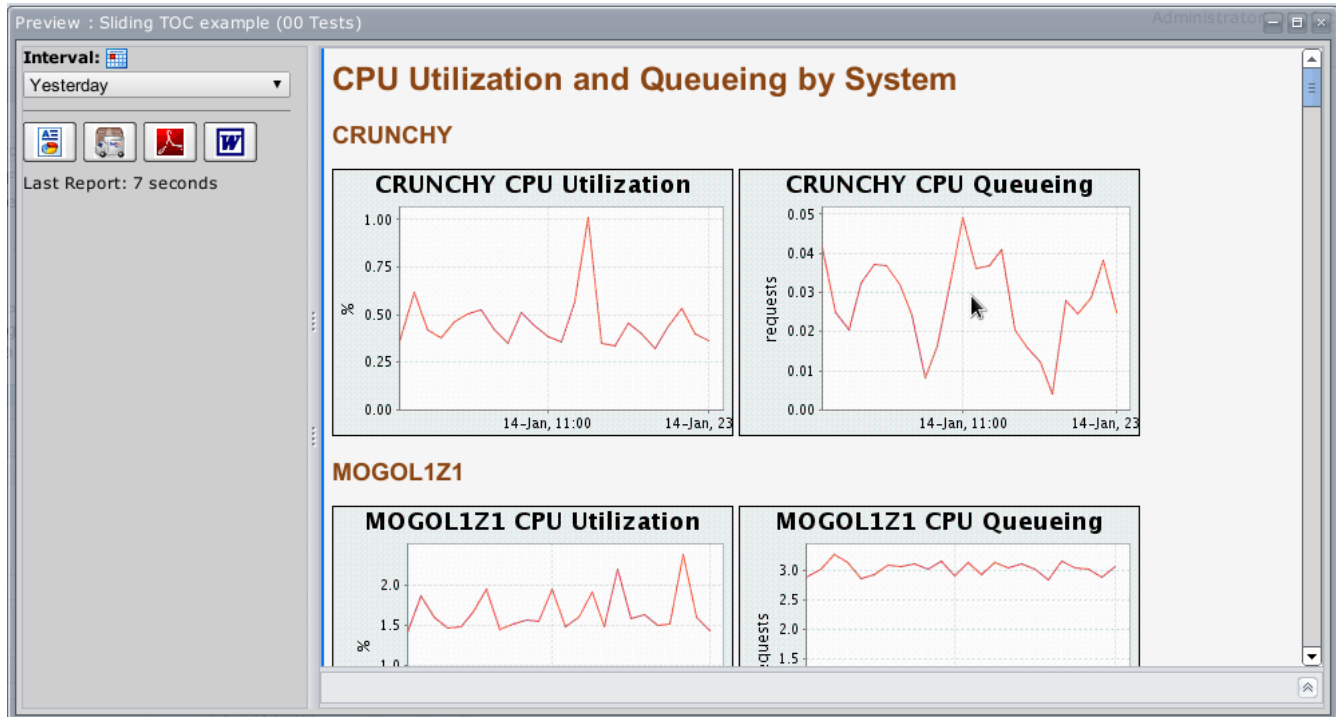 Preview : Sliding TOC example (00 Tests)
Administrator
Interval:
Yesterday
Last Report: 7 seconds
CPU Utilization and Queueing by System
CRUNCHY
CRUNCHY CPU Utilization
1.00
0.75
0.50
0.25
0.00
%
14-Jan, 11:00
14-Jan, 23
CRUNCHY CPU Queueing
0.05
0.04
0.03
0.02
0.01
0.00
requests
14-Jan, 11:00
14-Jan, 23
MOGOL1Z1
MOGOL1Z1 CPU Utilization
2.0
1.5
1.0
%
MOGOL1Z1 CPU Queueing
3.0
2.5
2.0
1.5
quests